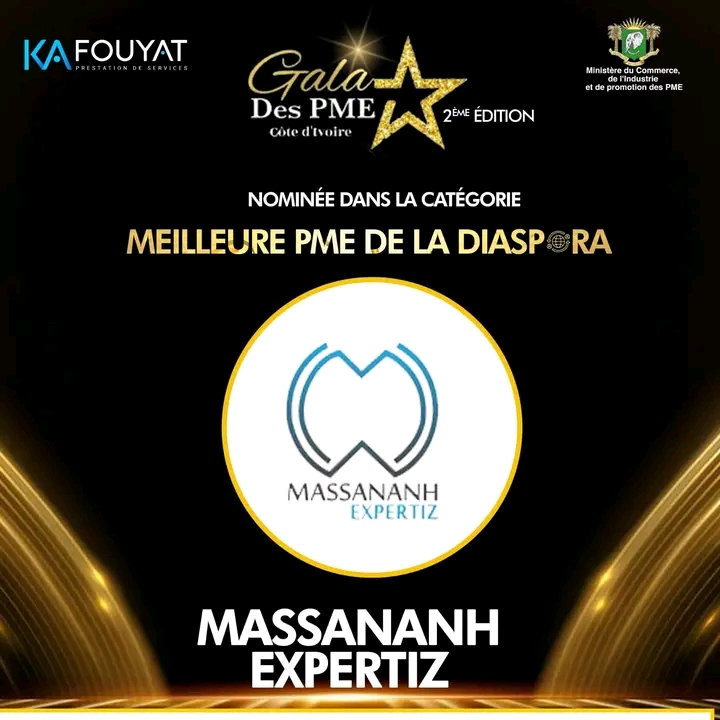 KAFOUYAT
PRESTATION DE SERVICES
Gala
Des PME
Côte d'Ivoire
2ÈME ÉDITION
Ministère du Commerce,
de l'Industrie
et de promotion des PME
NOMINÉE DANS LA CATÉGORIE
MEILLEURE PME DE LA DIASPORA
MASSANANH
EXPERTIZ
MASSANANH
EXPERTIZ